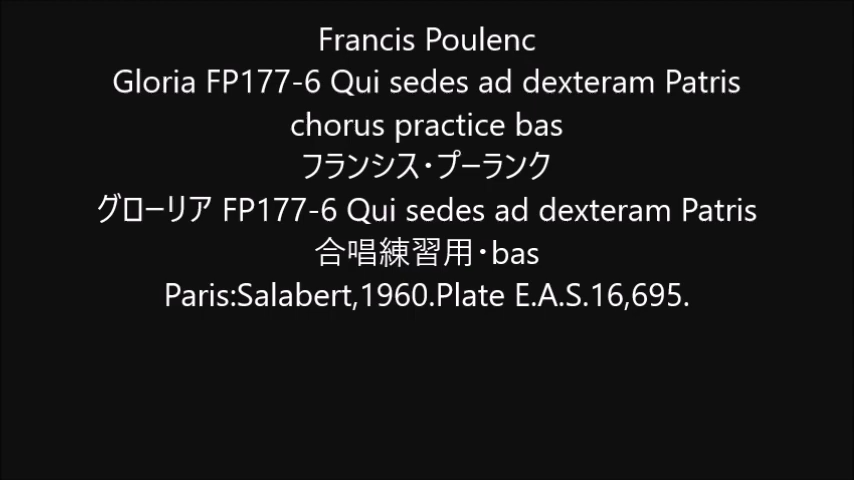 Francis Poulenc
Gloria FP177-6 Qui sedes ad dexteram Patris
chorus practice bas
フランシス・プーランク
グローリア FP177-6 Qui sedes ad dexteram Patris
合唱練習用・bas
Paris:Salabert,1960.Plate E.A.S.16,695.